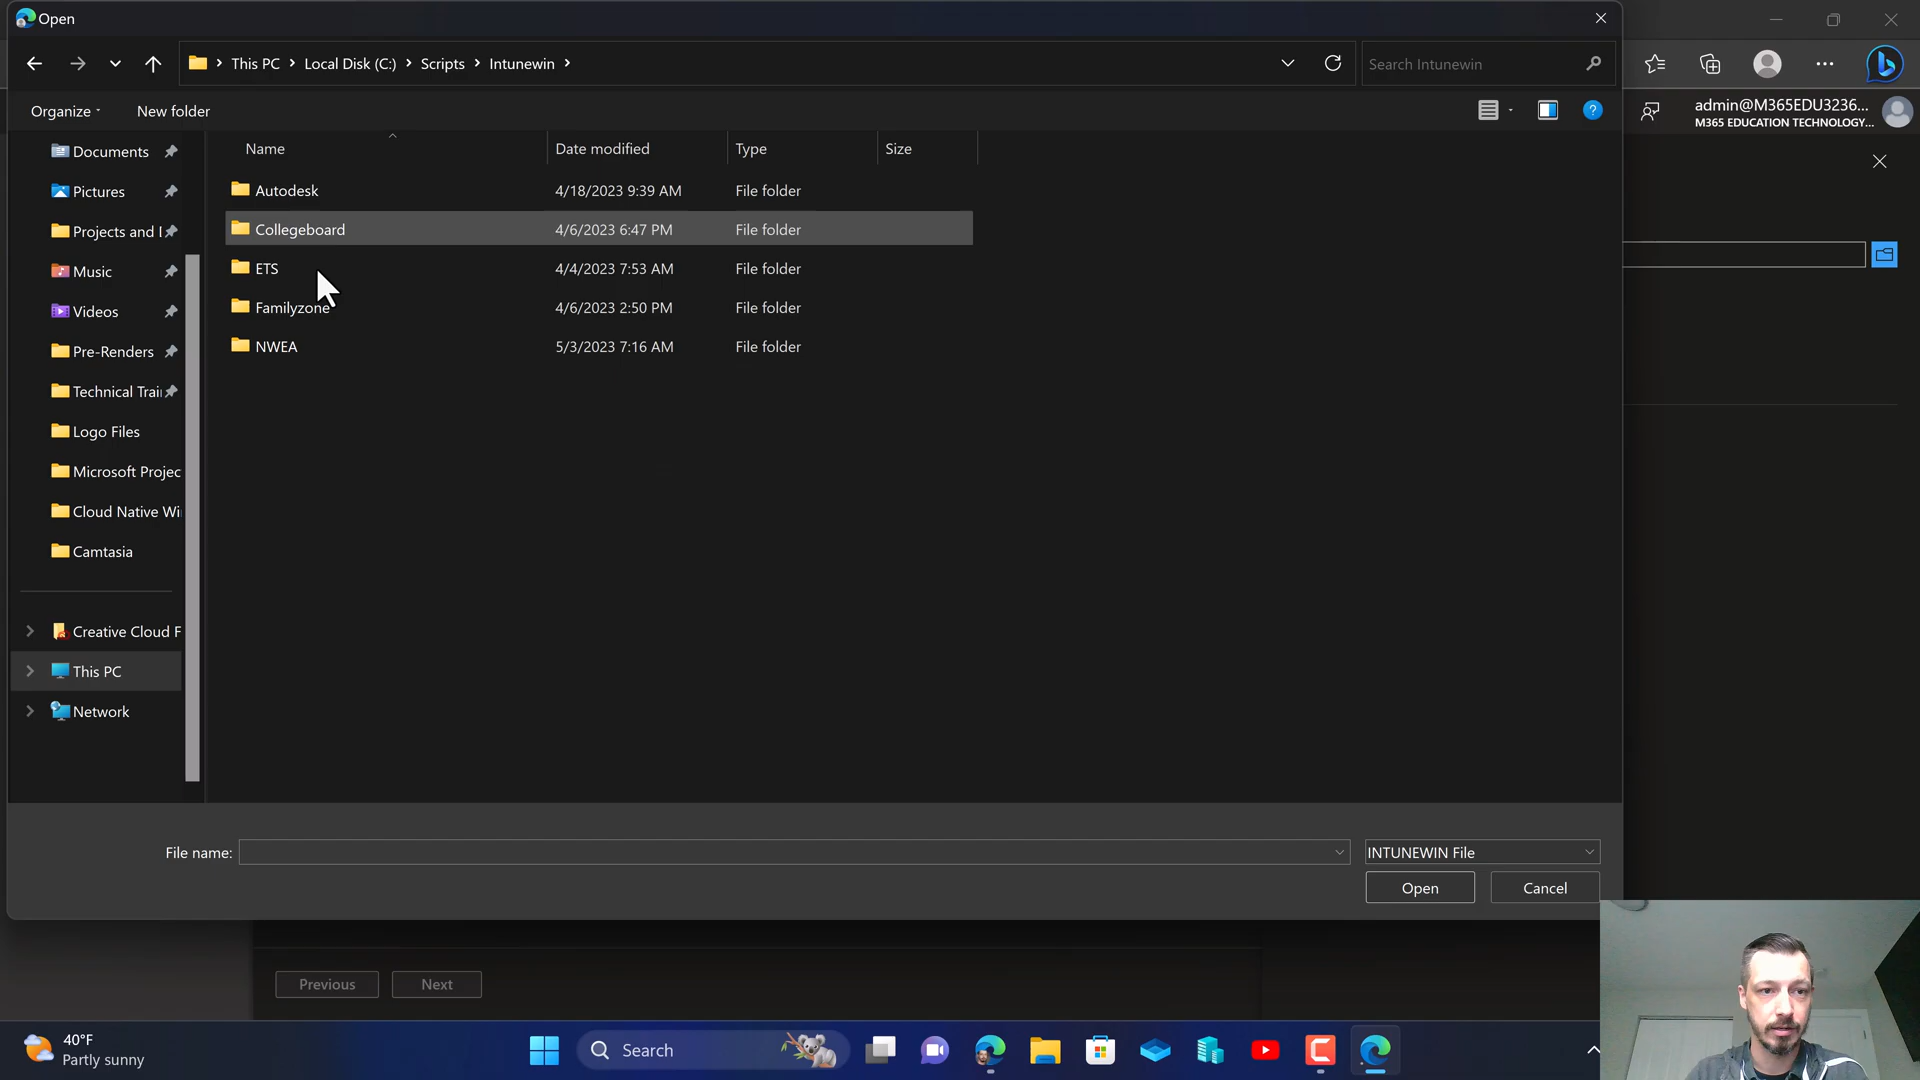 Open
This PC > Local Disk (C:) > Scripts > Intunewin >
Search Intunewin
Organize
New folder
admin@M365EDU3236...
M365 EDUCATION TECHNOLOGY...
Name
Date modified
Type
Size
Autodesk 4/18/2023 9:39 AM File folder
Collegeboard 4/6/2023 6:47 PM File folder
ETS 4/4/2023 7:53 AM File folder
Familyzone 4/6/2023 2:50 PM File folder
NWEA 5/3/2023 7:16 AM File folder
Documents
Pictures
Projects and I
Music
Videos
Pre-Renders
Technical Trai
Logo Files
Microsoft Projec
Cloud Native Wi
Camtasia
Creative Cloud F
This PC
Network
File name:
INTUNEWIN File
Open
Cancel
Previous
Next
40°F
Partly sunny
Search